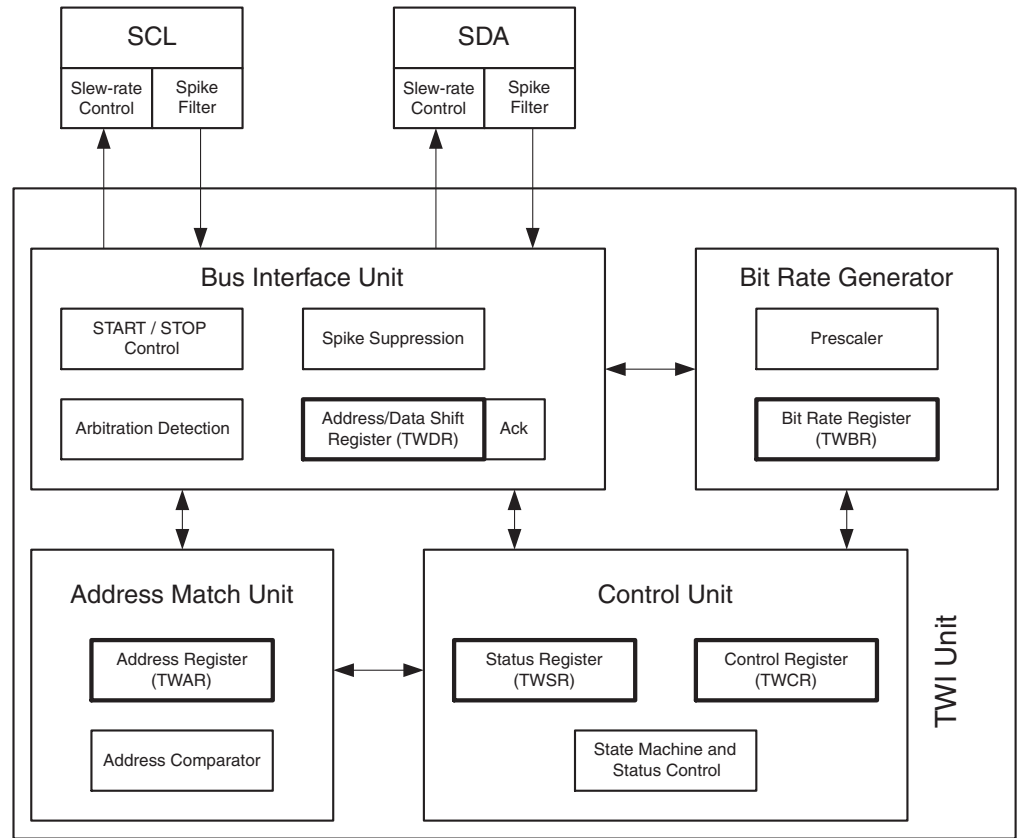 SCL
SDA
Slew-rate
Control
Spike
Filter
Slew-rate
Control
Spike
Filter
Bus Interface Unit
Bit Rate Generator
START / STOP
Control
Spike Suppression
Prescaler
Arbitration Detection
Address/Data Shift
Register (TWDR)
Ack
Bit Rate Register
(TWBR)
Address Match Unit
Control Unit
Address Register
(TWAR)
Status Register
(TWSR)
Control Register
(TWCR)
Address Comparator
State Machine and
Status Control
TWI Unit